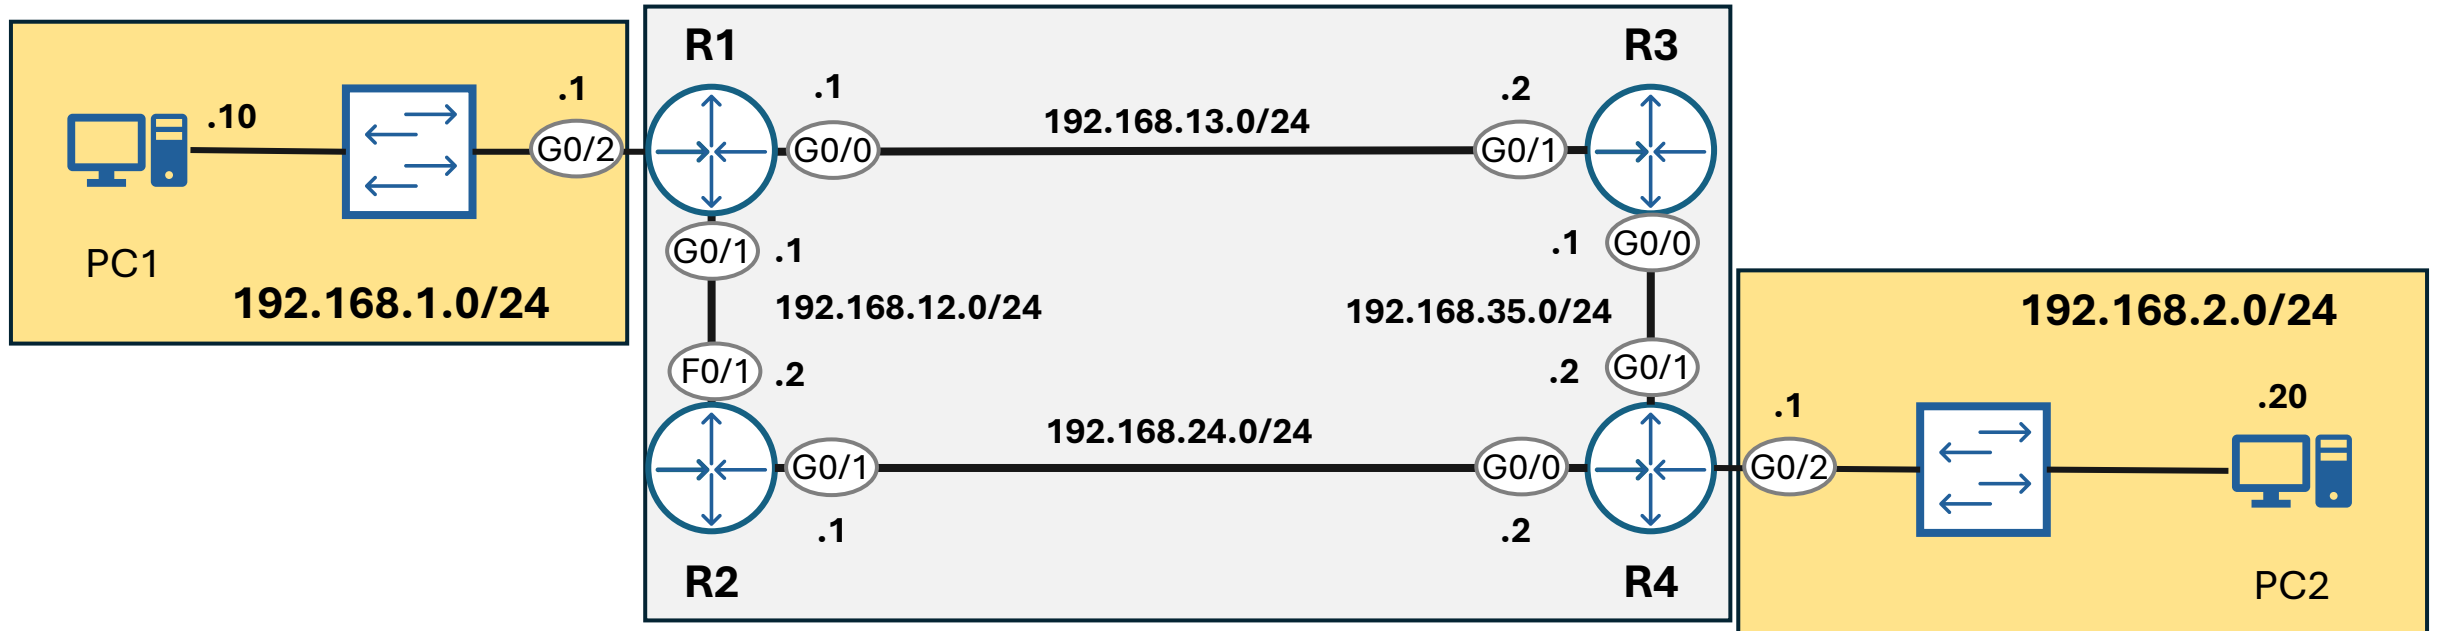 R1
R3
.1
.1
.2
.10
192.168.13.0/24
G0/2
G0/0
G0/1
PC1
G0/1
.1
.1
G0/0
192.168.1.0/24
192.168.12.0/24
192.168.35.0/24
192.168.2.0/24
F0/1
.2
.2
G0/1
.1
.20
192.168.24.0/24
G0/1
G0/0
G0/2
.1
.2
R2
R4
PC2